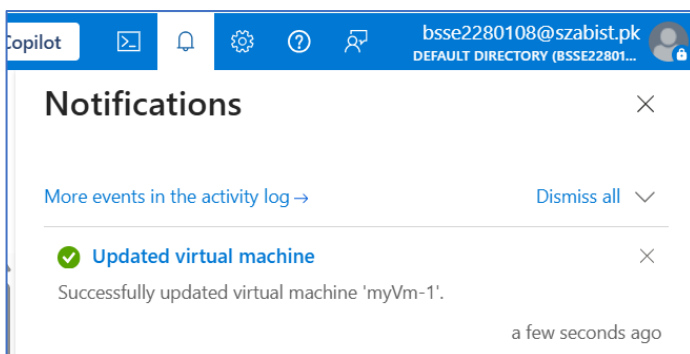 Copilot
bsse2280108@szabist.pk
DEFAULT DIRECTORY (BSSE22801...
Notifications
More events in the activity log →
Dismiss all
Updated virtual machine
Successfully updated virtual machine 'myVm-1'.
a few seconds ago